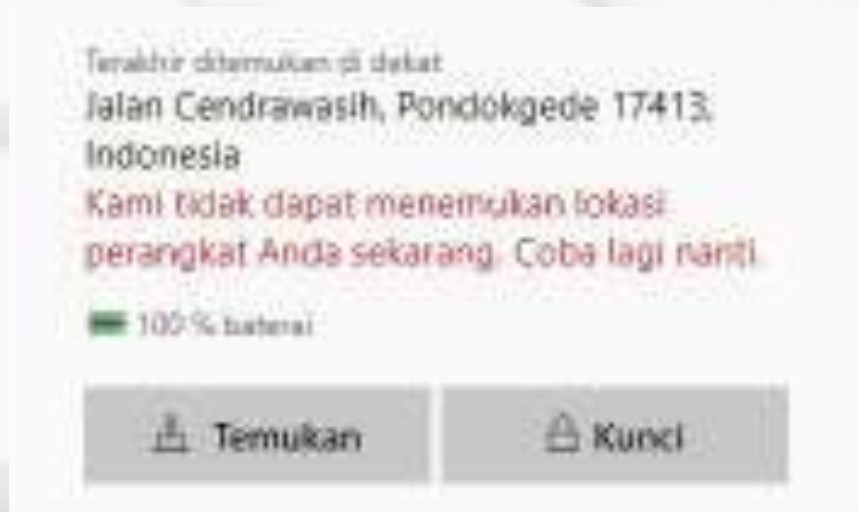 Terakhir ditemukan di dekat
Jalan Cendrawasih, Pondokgede 17413,
Indonesia
Kami tidak dapat menemukan lokasi
perangkat Anda sekarang. Coba lagi nanti.
100 % baterai
Temukan
Kunci